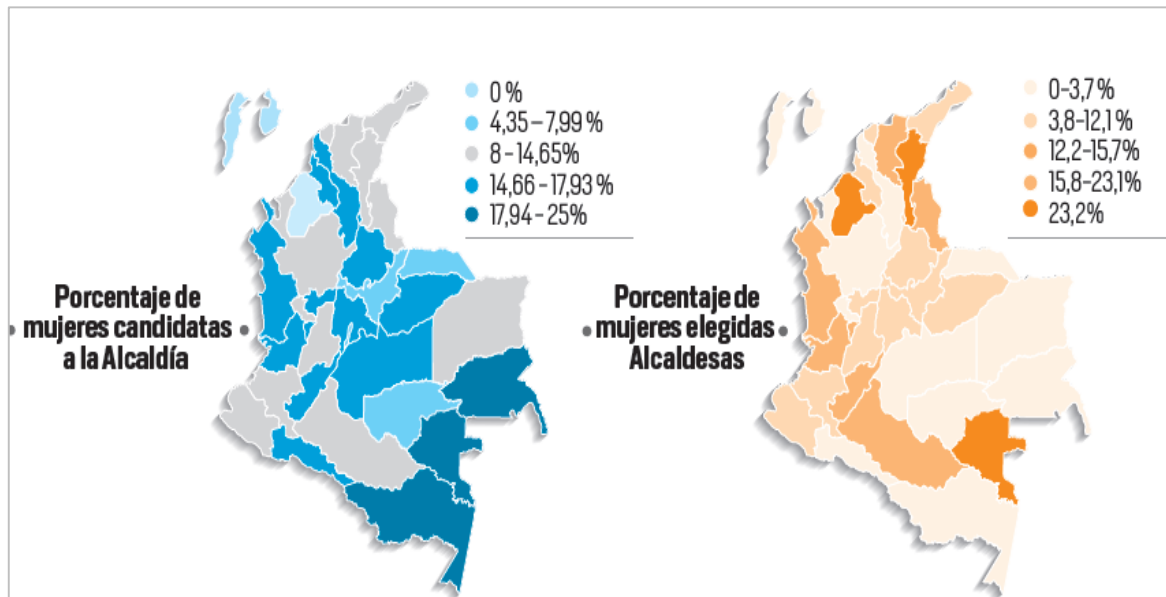 0 %
4,35 – 7,99 %
8 – 14,65%
14,66 – 17,93 %
17,94 – 25%
Porcentaje de
mujeres candidatas
a la Alcaldía
0–3,7%
3,8–12,1%
12,2–15,7%
15,8–23,1%
23,2%
Porcentaje de
mujeres elegidas
Alcaldesas